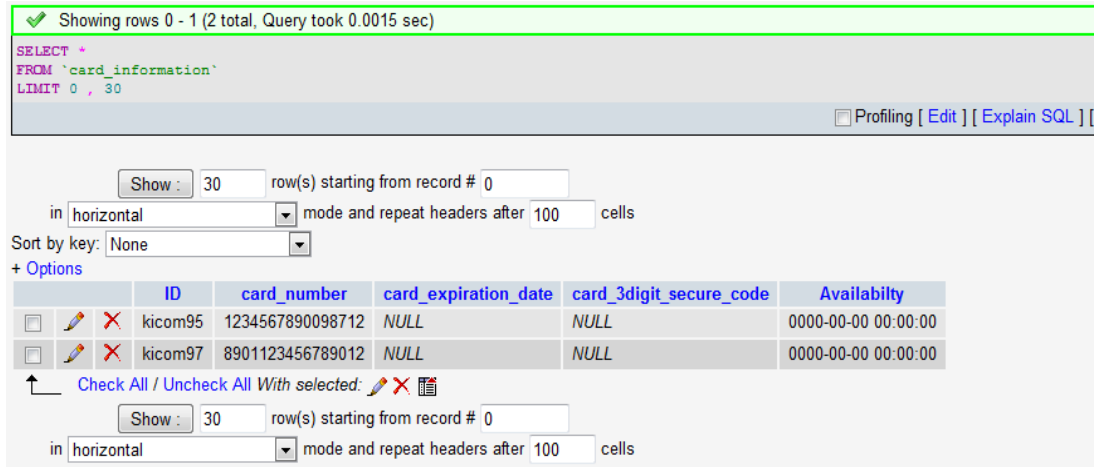 Showing rows 0 - 1 (2 total, Query took 0.0015 sec)
SELECT *
FROM `card_information`
LIMIT 0 , 30
Profiling [ Edit ] [ Explain SQL ] [
Show : 30 row(s) starting from record # 0
in horizontal mode and repeat headers after 100 cells
Sort by key: None
+ Options
ID card_number card_expiration_date card_3digit_secure_code Availabilty
kicom95 1234567890098712 NULL NULL 0000-00-00 00:00:00
kicom97 8901123456789012 NULL NULL 0000-00-00 00:00:00
Check All / Uncheck All With selected:
Show : 30 row(s) starting from record # 0
in horizontal mode and repeat headers after 100 cells